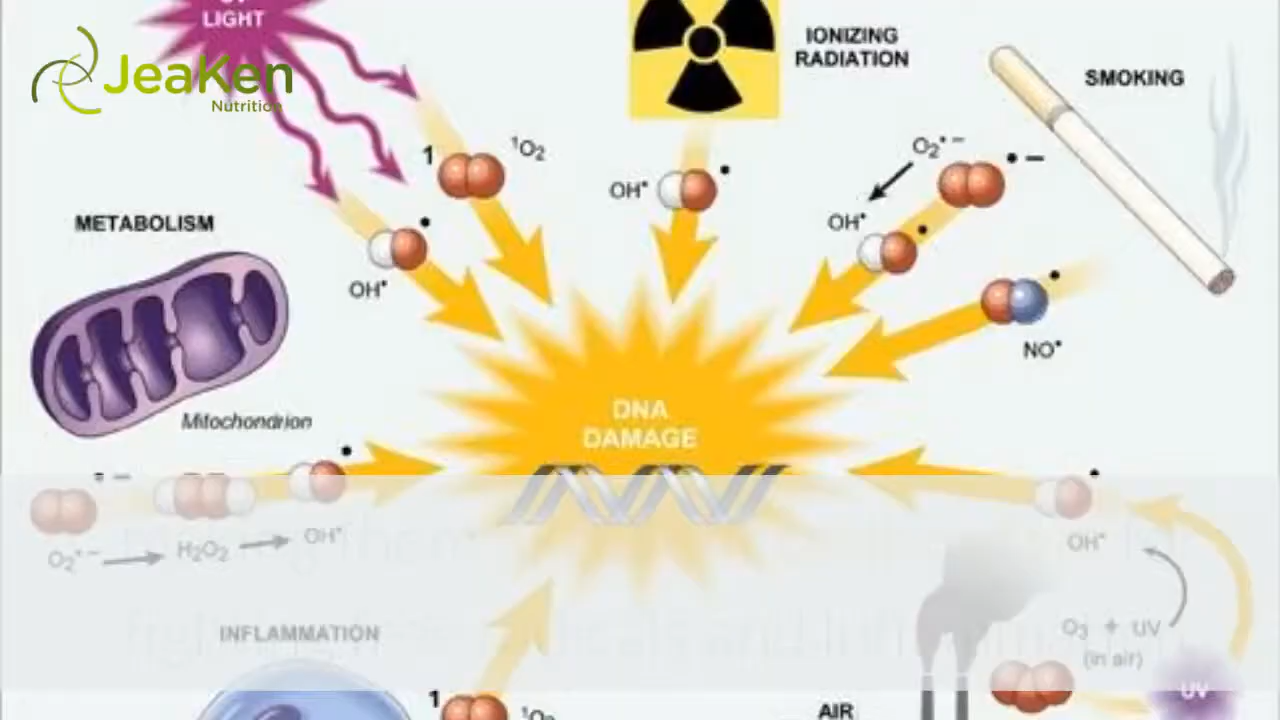 LIGHT
JeaKen
Nutrition
IONIZING
RADIATION
SMOKING
1
¹O₂
OH•
O₂•−
OH•
METABOLISM
OH•
NO•
DNA
DAMAGE
Mitochondrion
O₂•− → H₂O₂ → OH•
OH•
INFLAMMATION
O₃ + UV
(in air)
UV
1
¹O₂
AIR